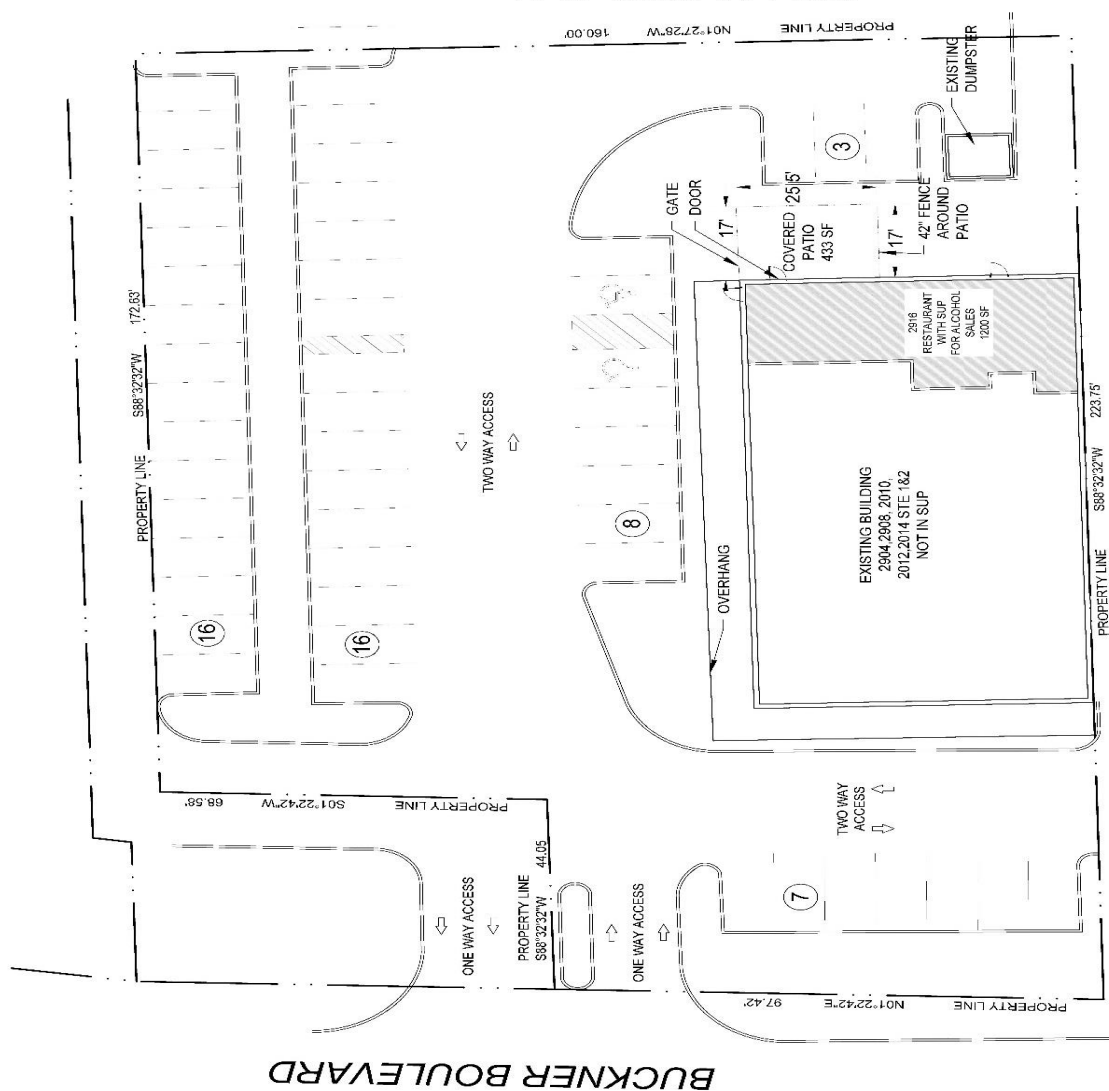 PROPERTY LINE
N01°27'28"W
160.00'
PROPERTY LINE
S88°32'32"W
172.63'
EXISTING
DUMPSTER
3
GATE
DOOR
25'5'
17'
COVERED
PATIO
433 SF
17'
42" FENCE
AROUND
PATIO
2916
RESTAURANT
WITH SUP
FOR ALCOHOL
SALES
1200 SF
TWO WAY ACCESS
8
OVERHANG
EXISTING BUILDING
2904,2908, 2010,
2012,2014 STE 1&2
NOT IN SUP
PROPERTY LINE
S88°32'32"W
223.75'
16
16
PROPERTY LINE
S01°22'42"W
68.58'
TWO WAY
ACCESS
7
ONE WAY ACCESS
PROPERTY LINE
S88°32'32"W
44.05
ONE WAY ACCESS
PROPERTY LINE
N01°22'42"E
97.42'
BUCKNER BOULEVARD